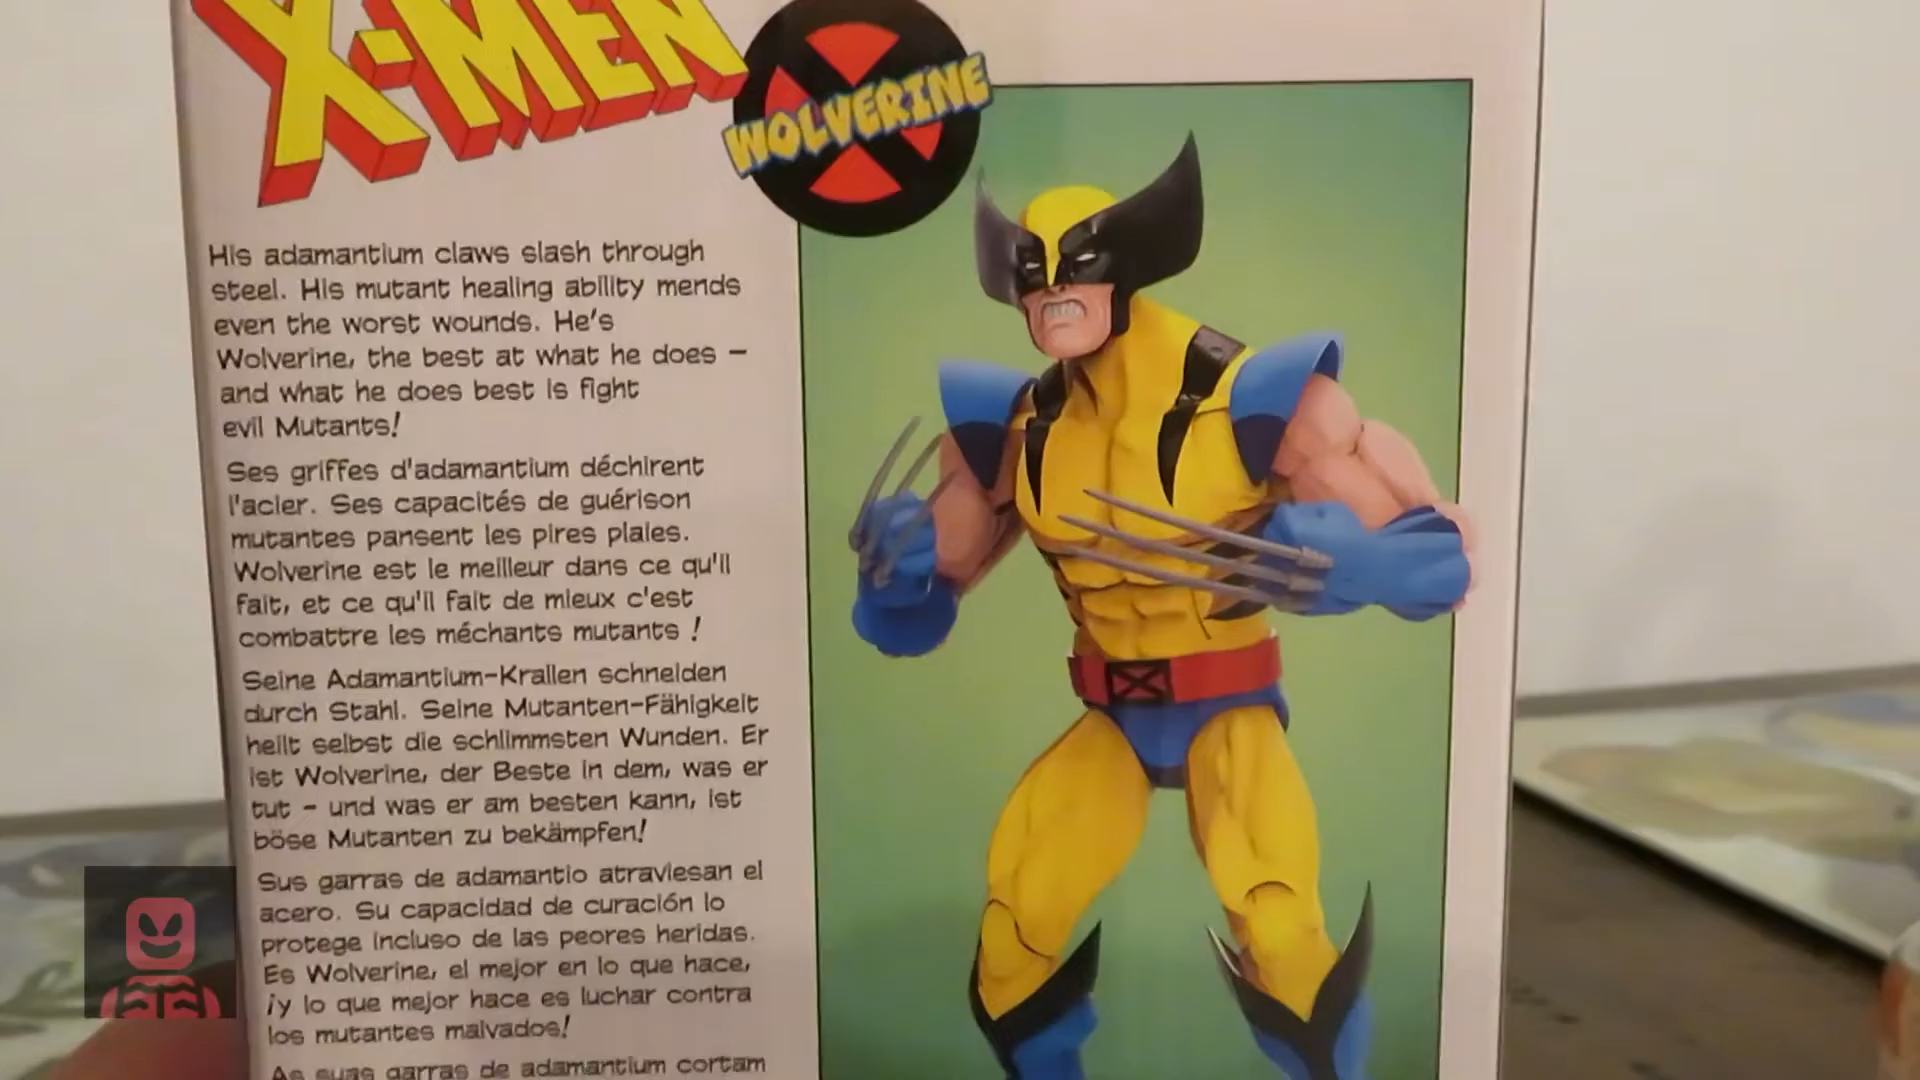 X-MEN
WOLVERINE
His adamantium claws slash through
steel. His mutant healing ability mends
even the worst wounds. He's
Wolverine, the best at what he does –
and what he does best is fight
evil Mutants!
Ses griffes d'adamantium déchirent
l'acier. Ses capacités de guérison
mutantes pansent les pires plaies.
Wolverine est le meilleur dans ce qu'il
fait, et ce qu'il fait de mieux c'est
combattre les méchants mutants !
Seine Adamantium-Krallen schneiden
durch Stahl. Seine Mutanten-Fähigkeit
heilt selbst die schlimmsten Wunden. Er
ist Wolverine, der Beste in dem, was er
tut – und was er am besten kann, ist
böse Mutanten zu bekämpfen!
Sus garras de adamantio atraviesan el
acero. Su capacidad de curación lo
protege incluso de las peores heridas.
Es Wolverine, el mejor en lo que hace,
¡y lo que mejor hace es luchar contra
los mutantes malvados!
As suas garras de adamantium cortam